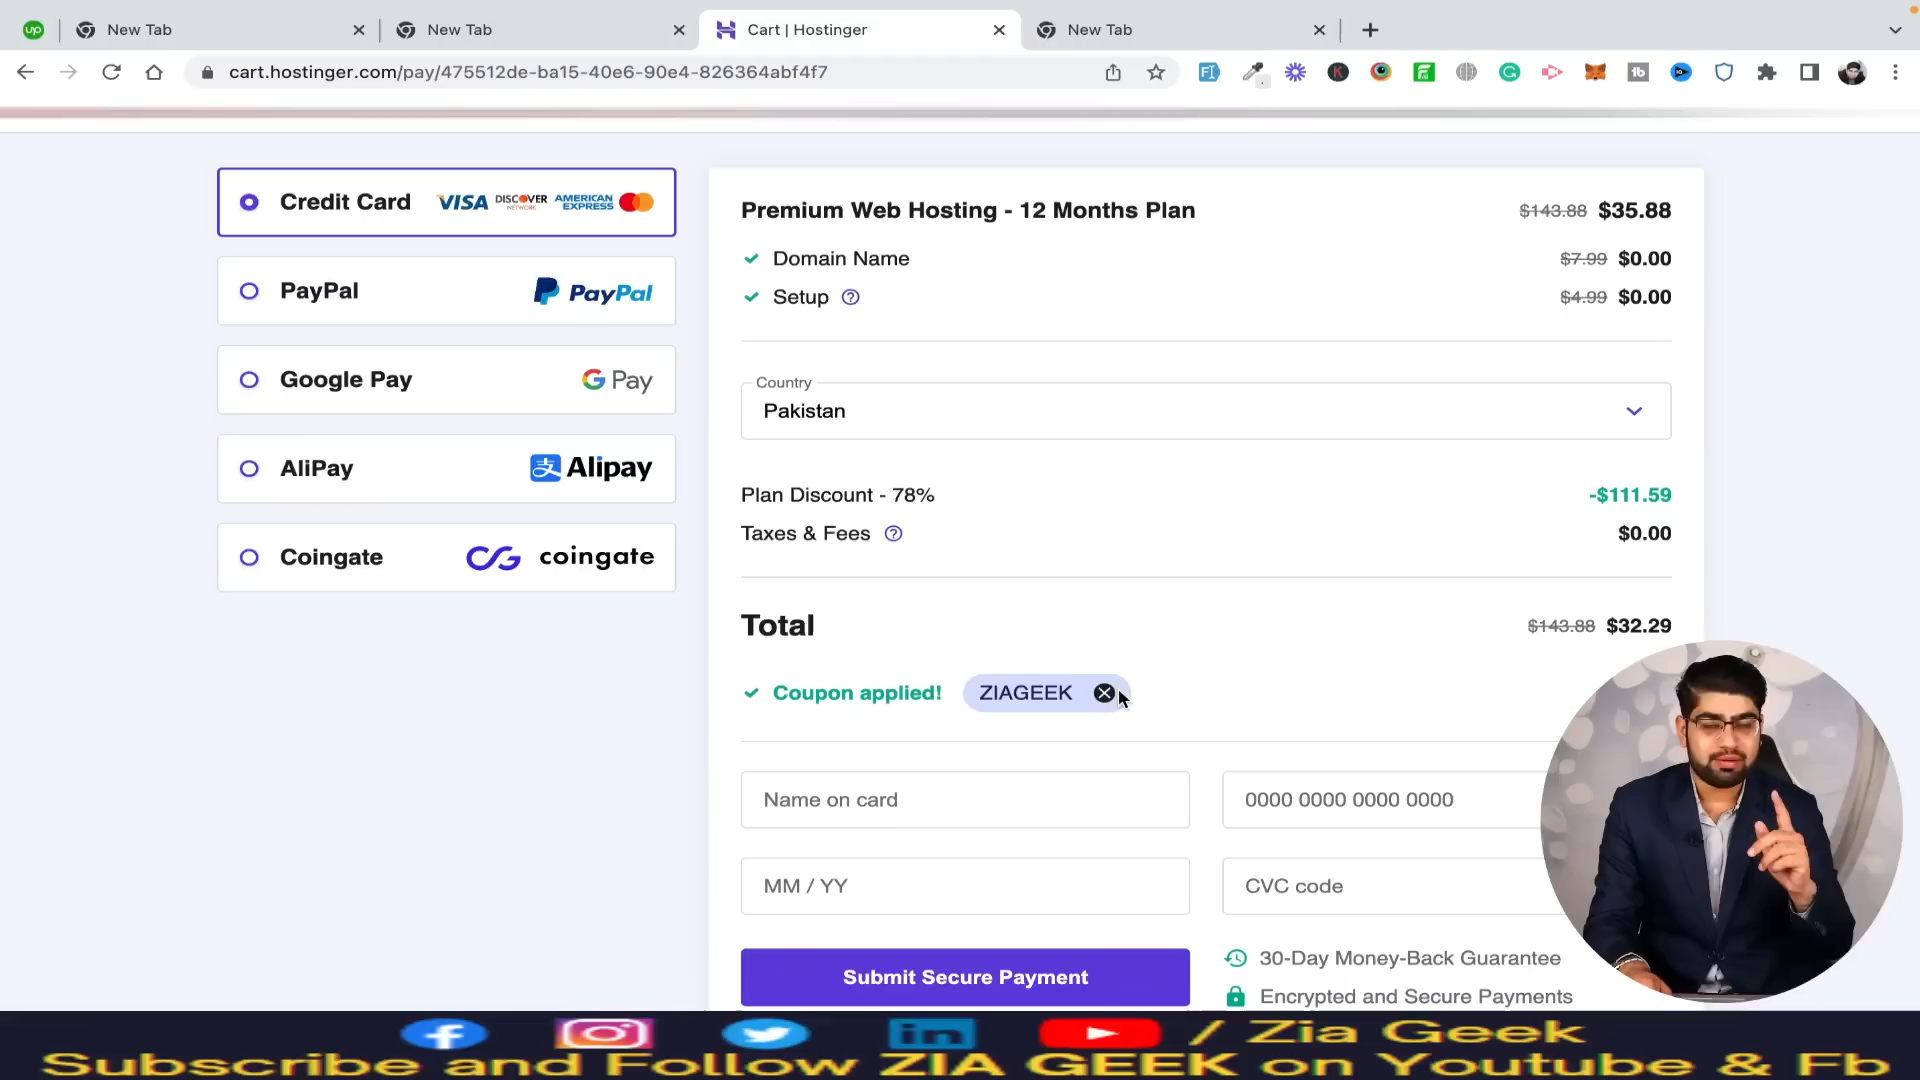 up
New Tab
New Tab
Cart | Hostinger
New Tab
cart.hostinger.com/pay/475512de-ba15-40e6-90e4-826364abf4f7
Credit Card VISA DISCOVER NETWORK AMERICAN EXPRESS
PayPal PayPal
Google Pay G Pay
AliPay 支 Alipay
Coingate CG coingate
Premium Web Hosting - 12 Months Plan $143.88 $35.88
Domain Name $7.99 $0.00
Setup ? $4.99 $0.00
Country
Pakistan
Plan Discount - 78% -$111.59
Taxes & Fees ? $0.00
Total $143.88 $32.29
Coupon applied! ZIAGEEK
Name on card 0000 0000 0000 0000
MM / YY CVC code
Submit Secure Payment
30-Day Money-Back Guarantee
Encrypted and Secure Payments
/ Zia Geek
Subscribe and Follow ZIA GEEK on Youtube & Fb